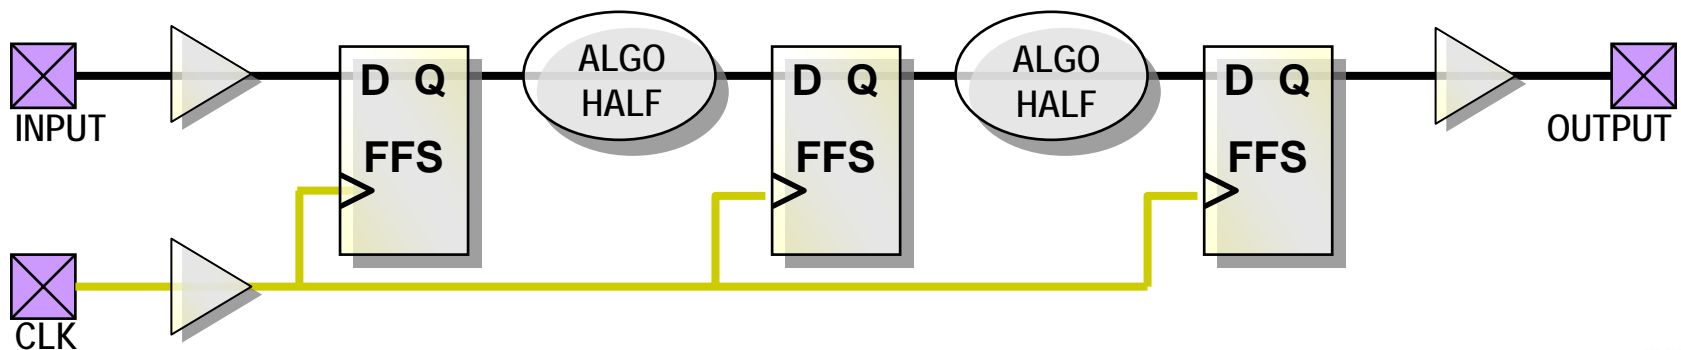 INPUT
D Q
FFS
ALGO
HALF
D Q
FFS
ALGO
HALF
D Q
FFS
OUTPUT
CLK